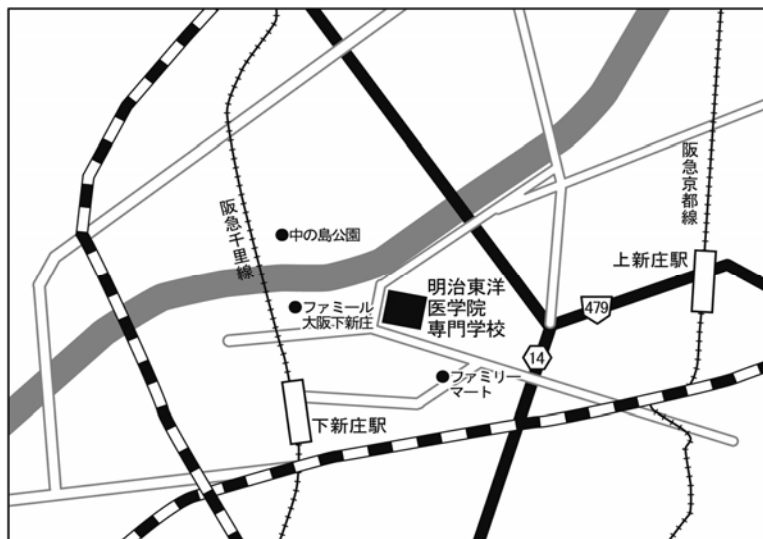 阪急京都線
阪急千里線
中の島公園
上新庄駅
明治東洋
医学院
専門学校
ファミール
大阪下新庄
479
14
ファミリー
マート
下新庄駅